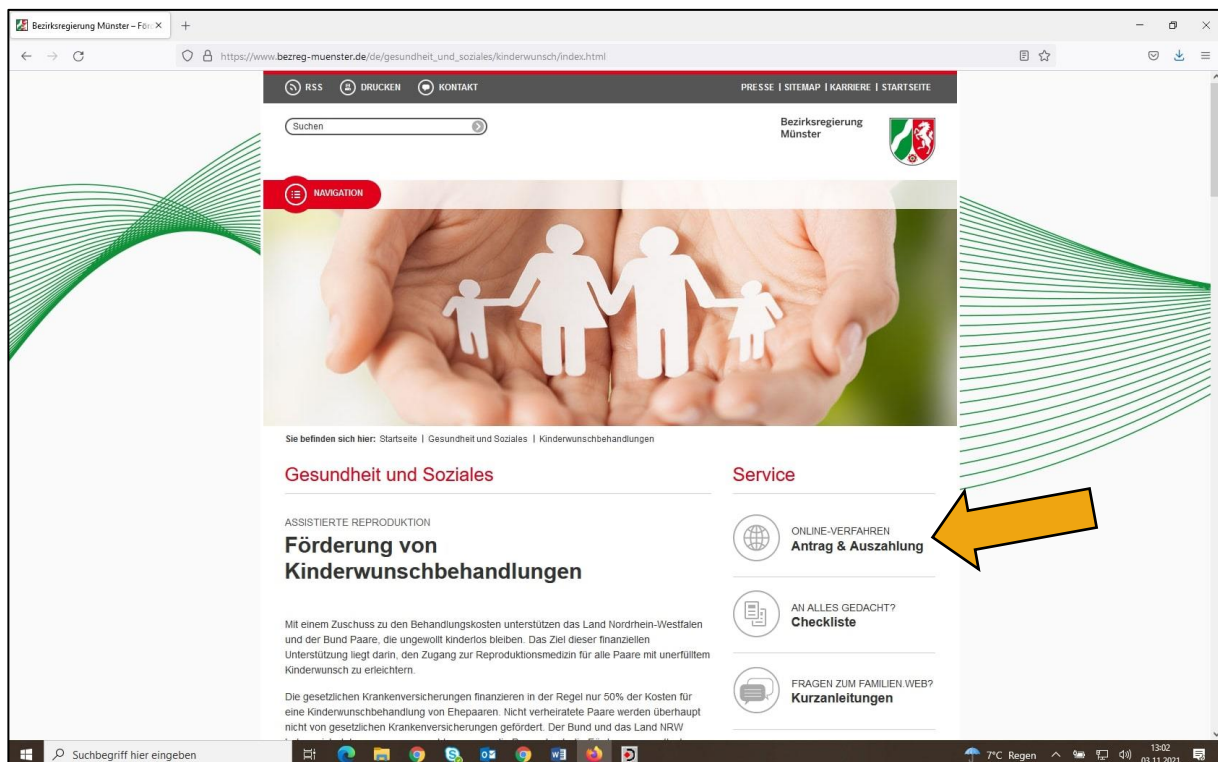 Bezirksregierung Münster – För
https://www.bezreg-muenster.de/de/gesundheit_und_soziales/kinderwunsch/index.html
RSS DRUCKEN KONTAKT PRESSE | SITEMAP | KARRIERE | STARTSEITE
Suchen
Bezirksregierung
Münster
NAVIGATION
Sie befinden sich hier: Startseite | Gesundheit und Soziales | Kinderwunschbehandlungen
Gesundheit und Soziales
ASSISTIERTE REPRODUKTION
Förderung von
Kinderwunschbehandlungen
Mit einem Zuschuss zu den Behandlungskosten unterstützen das Land Nordrhein-Westfalen
und der Bund Paare, die ungewollt kinderlos bleiben. Das Ziel dieser finanziellen
Unterstützung liegt darin, den Zugang zur Reproduktionsmedizin für alle Paare mit unerfülltem
Kinderwunsch zu erleichtern.
Die gesetzlichen Krankenversicherungen finanzieren in der Regel nur 50% der Kosten für
eine Kinderwunschbehandlung von Ehepaaren. Nicht verheiratete Paare werden überhaupt
nicht von gesetzlichen Krankenversicherungen gefördert. Der Bund und das Land NRW
Service
ONLINE-VERFAHREN
Antrag & Auszahlung
AN ALLES GEDACHT?
Checkliste
FRAGEN ZUM FAMILIEN.WEB?
Kurzanleitungen
Suchbegriff hier eingeben
7°C Regen
13:02
03.11.2021